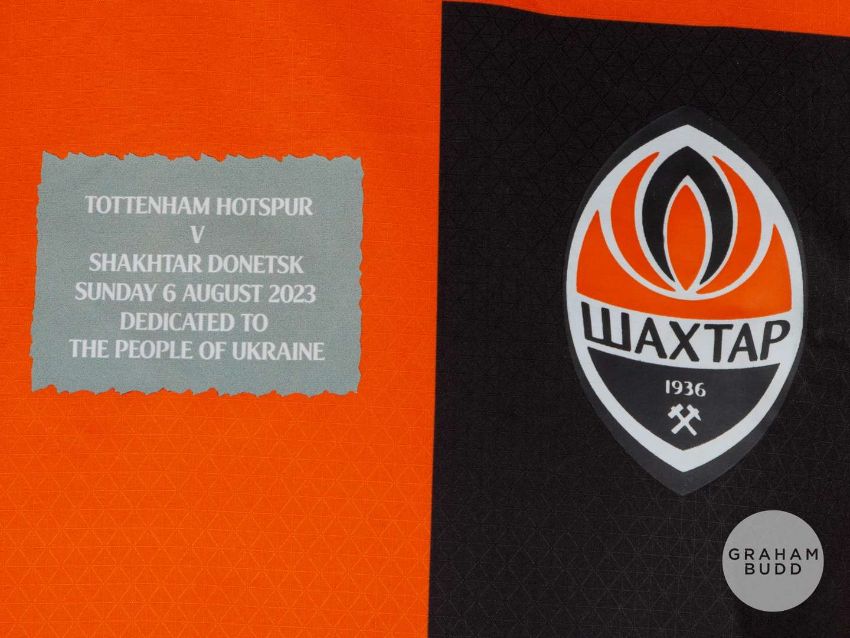 TOTTENHAM HOTSPUR
V
SHAKHTAR DONETSK
SUNDAY 6 AUGUST 2023
DEDICATED TO
THE PEOPLE OF UKRAINE
ШАХТАР
1936
GRAHAM
BUDD